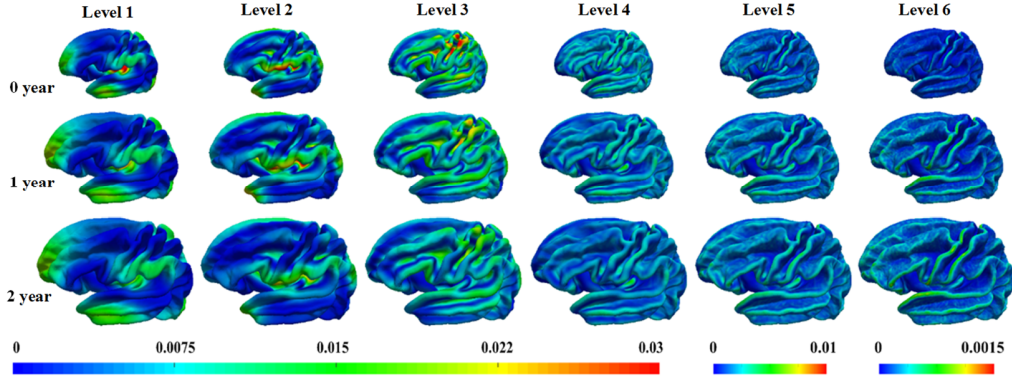 Level 1 Level 2 Level 3 Level 4 Level 5 Level 6
0 year
1 year
2 year
0 0.0075 0.015 0.022 0.03 0 0.01 0 0.0015